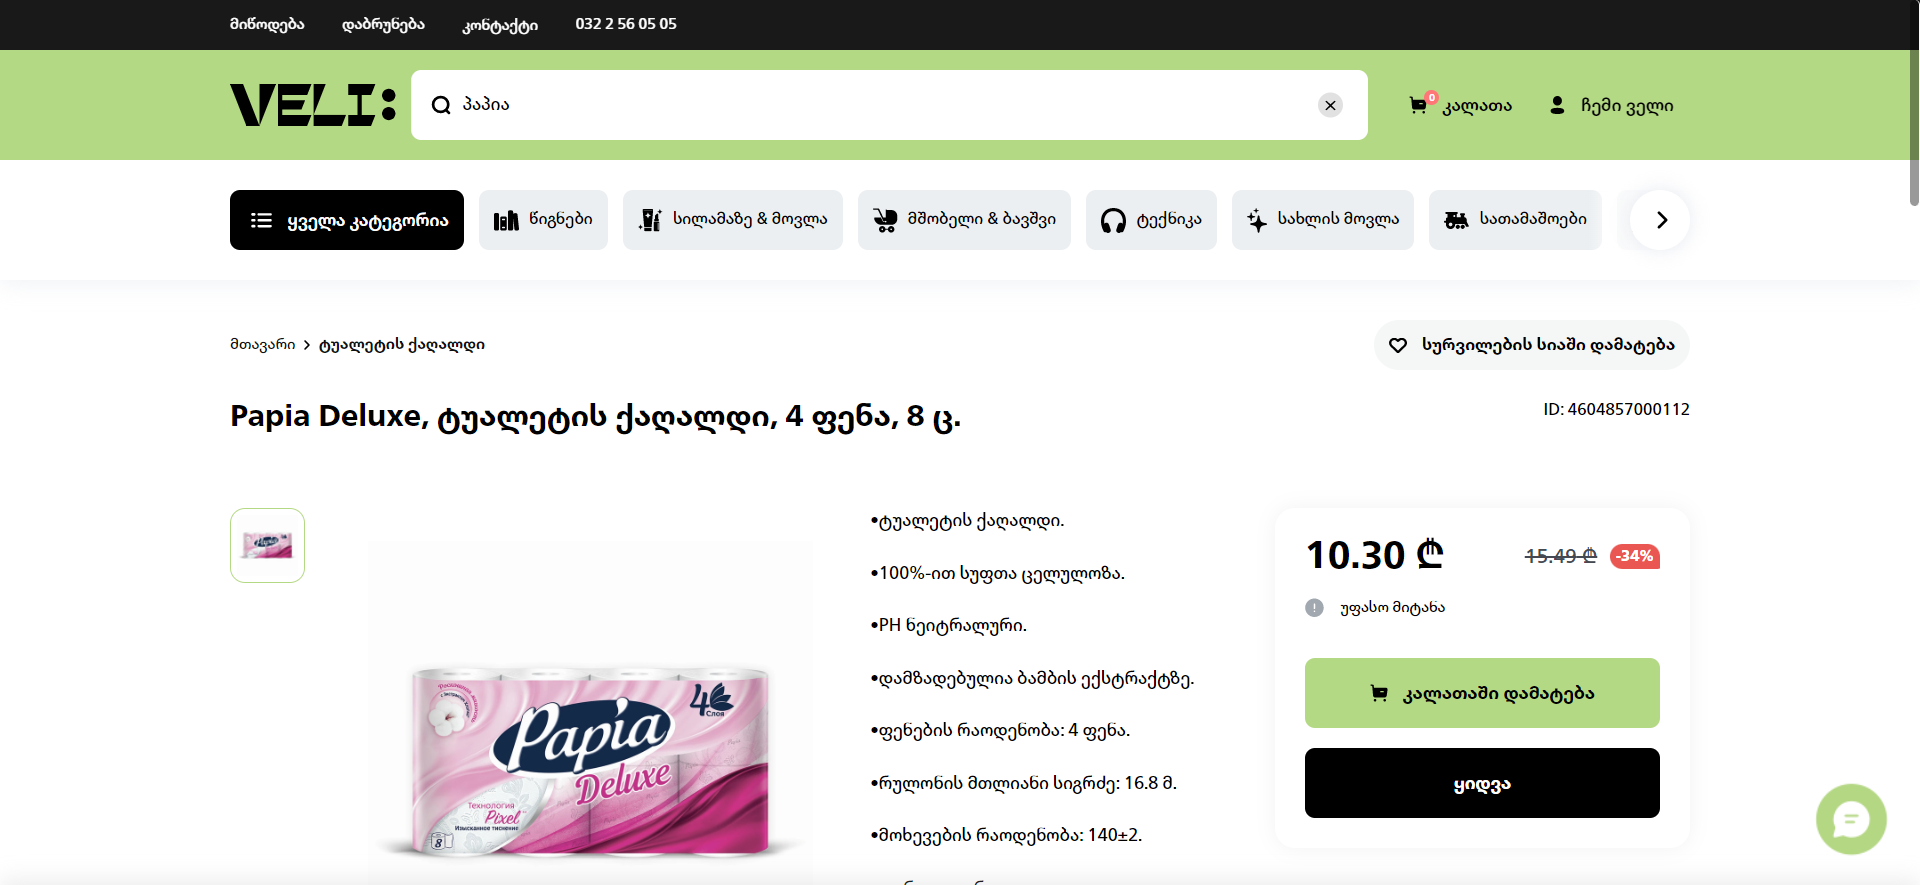 მიწოდება დაბრუნება კონტაქტი 032 2 56 05 05
VELI:
პაპია
0 კალათა
ჩემი ველი
ყველა კატეგორია
წიგნები
სილამაზე & მოვლა
მშობელი & ბავშვი
ტექნიკა
სახლის მოვლა
სათამაშოები
მთავარი > ტუალეტის ქაღალდი
სურვილების სიაში დამატება
Papia Deluxe, ტუალეტის ქაღალდი, 4 ფენა, 8 ც.
ID: 4604857000112
•ტუალეტის ქაღალდი.
•100%-ით სუფთა ცელულოზა.
•PH ნეიტრალური.
•დამზადებულია ბამბის ექსტრაქტზე.
•ფენების რაოდენობა: 4 ფენა.
•რულონის მთლიანი სიგრძე: 16.8 მ.
•მოხევების რაოდენობა: 140±2.
10.30 ₾
15.49 ₾ -34%
უფასო მიტანა
კალათაში დამატება
ყიდვა
4
Слоя
Papia
Deluxe
Технология
Pixel
Изысканное тиснение
8